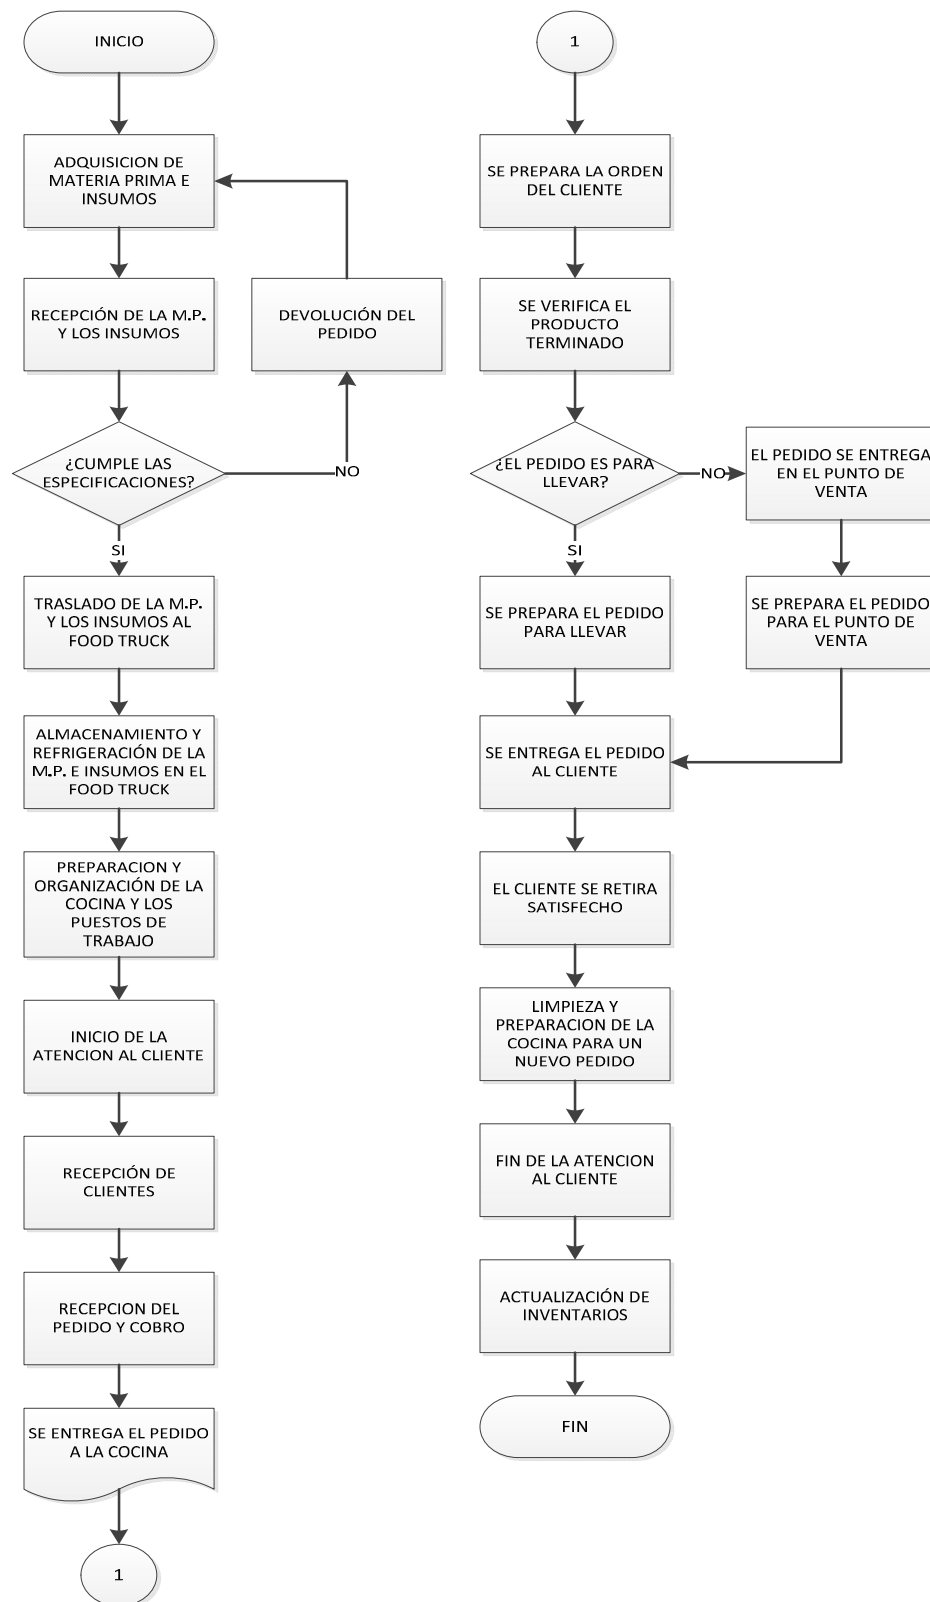 INICIO
ADQUISICION DE
MATERIA PRIMA E
INSUMOS
RECEPCIÓN DE LA M.P.
Y LOS INSUMOS
DEVOLUCIÓN DEL
PEDIDO
¿CUMPLE LAS
ESPECIFICACIONES?
NO
SI
TRASLADO DE LA M.P.
Y LOS INSUMOS AL
FOOD TRUCK
ALMACENAMIENTO Y
REFRIGERACIÓN DE LA
M.P. E INSUMOS EN EL
FOOD TRUCK
PREPARACION Y
ORGANIZACIÓN DE LA
COCINA Y LOS
PUESTOS DE
TRABAJO
INICIO DE LA
ATENCION AL CLIENTE
RECEPCIÓN DE
CLIENTES
RECEPCION DEL
PEDIDO Y COBRO
SE ENTREGA EL PEDIDO
A LA COCINA
1
1
SE PREPARA LA ORDEN
DEL CLIENTE
SE VERIFICA EL
PRODUCTO
TERMINADO
¿EL PEDIDO ES PARA
LLEVAR?
NO
EL PEDIDO SE ENTREGA
EN EL PUNTO DE
VENTA
SI
SE PREPARA EL PEDIDO
PARA LLEVAR
SE PREPARA EL PEDIDO
PARA EL PUNTO DE
VENTA
SE ENTREGA EL PEDIDO
AL CLIENTE
EL CLIENTE SE RETIRA
SATISFECHO
LIMPIEZA Y
PREPARACION DE LA
COCINA PARA UN
NUEVO PEDIDO
FIN DE LA ATENCION
AL CLIENTE
ACTUALIZACIÓN DE
INVENTARIOS
FIN